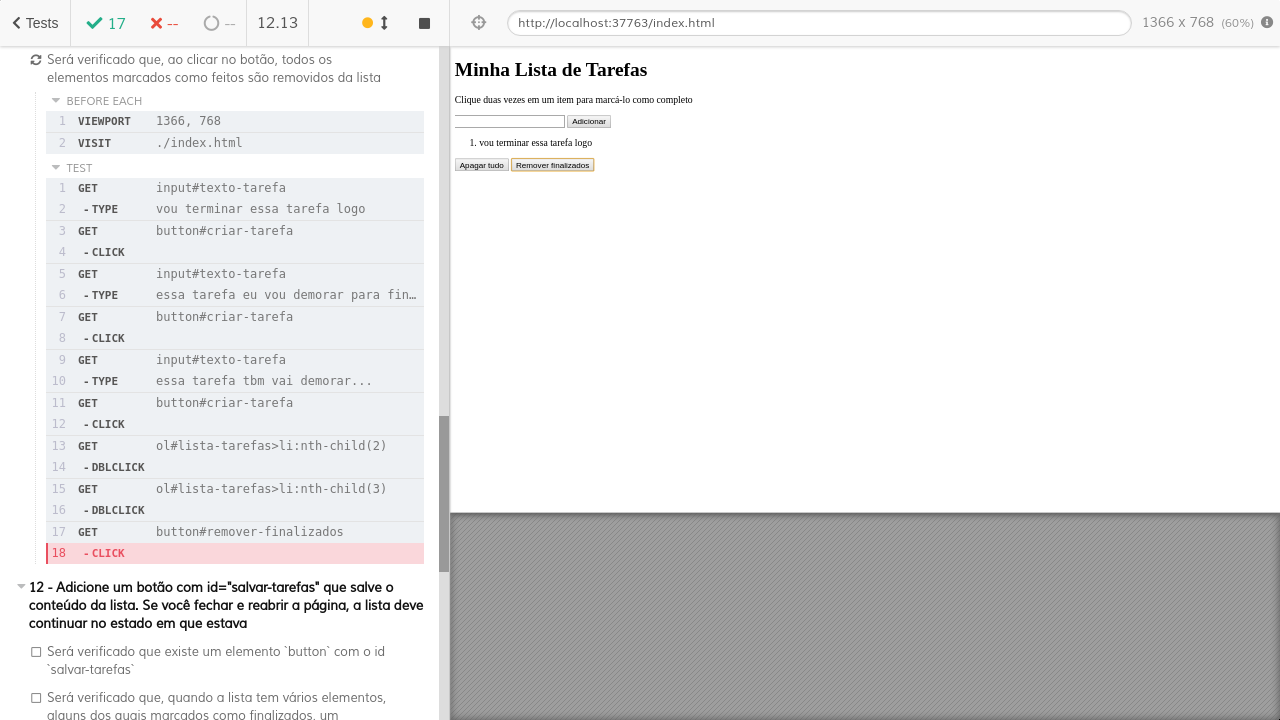 Tests 17 -- -- 12.13
http://localhost:37763/index.html 1366 x 768 (60%)
Será verificado que, ao clicar no botão, todos os
elementos marcados como feitos são removidos da lista
BEFORE EACH
1 VIEWPORT 1366, 768
2 VISIT ./index.html
TEST
1 GET input#texto-tarefa
2 -TYPE vou terminar essa tarefa logo
3 GET button#criar-tarefa
4 -CLICK
5 GET input#texto-tarefa
6 -TYPE essa tarefa eu vou demorar para fin…
7 GET button#criar-tarefa
8 -CLICK
9 GET input#texto-tarefa
10 -TYPE essa tarefa tbm vai demorar...
11 GET button#criar-tarefa
12 -CLICK
13 GET ol#lista-tarefas>li:nth-child(2)
14 -DBLCLICK
15 GET ol#lista-tarefas>li:nth-child(3)
16 -DBLCLICK
17 GET button#remover-finalizados
18 -CLICK
12 - Adicione um botão com id="salvar-tarefas" que salve o
conteúdo da lista. Se você fechar e reabrir a página, a lista deve
continuar no estado em que estava
Será verificado que existe um elemento `button` com o id
`salvar-tarefas`
Será verificado que, quando a lista tem vários elementos,
alguns dos quais marcados como finalizados, um
Minha Lista de Tarefas
Clique duas vezes em um item para marcá-lo como completo
Adicionar
1. vou terminar essa tarefa logo
Apagar tudo Remover finalizados